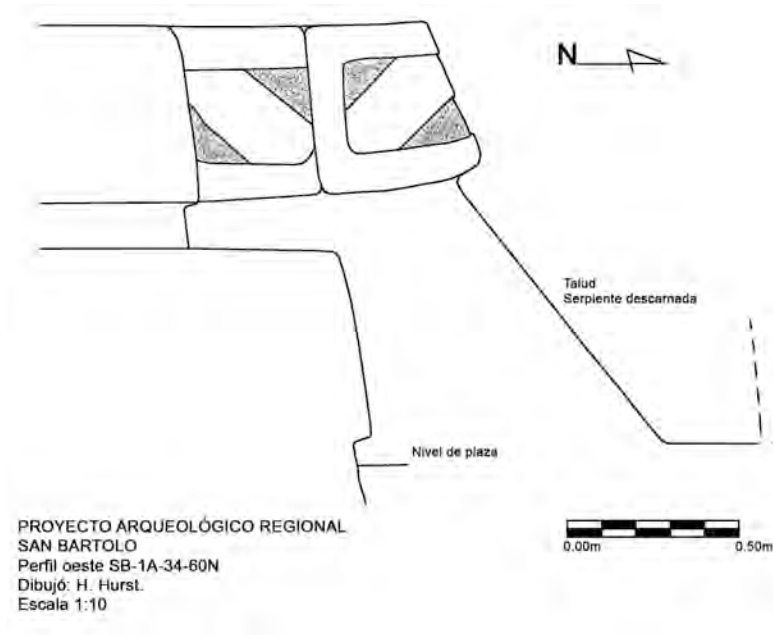 N
Talud
Serpiente descarnada
Nivel de plaza
PROYECTO ARQUEOLÓGICO REGIONAL
SAN BARTOLO
Perfil oeste SB-1A-34-60N
Dibujó: H. Hurst.
Escala 1:10
0.00m 0.50m